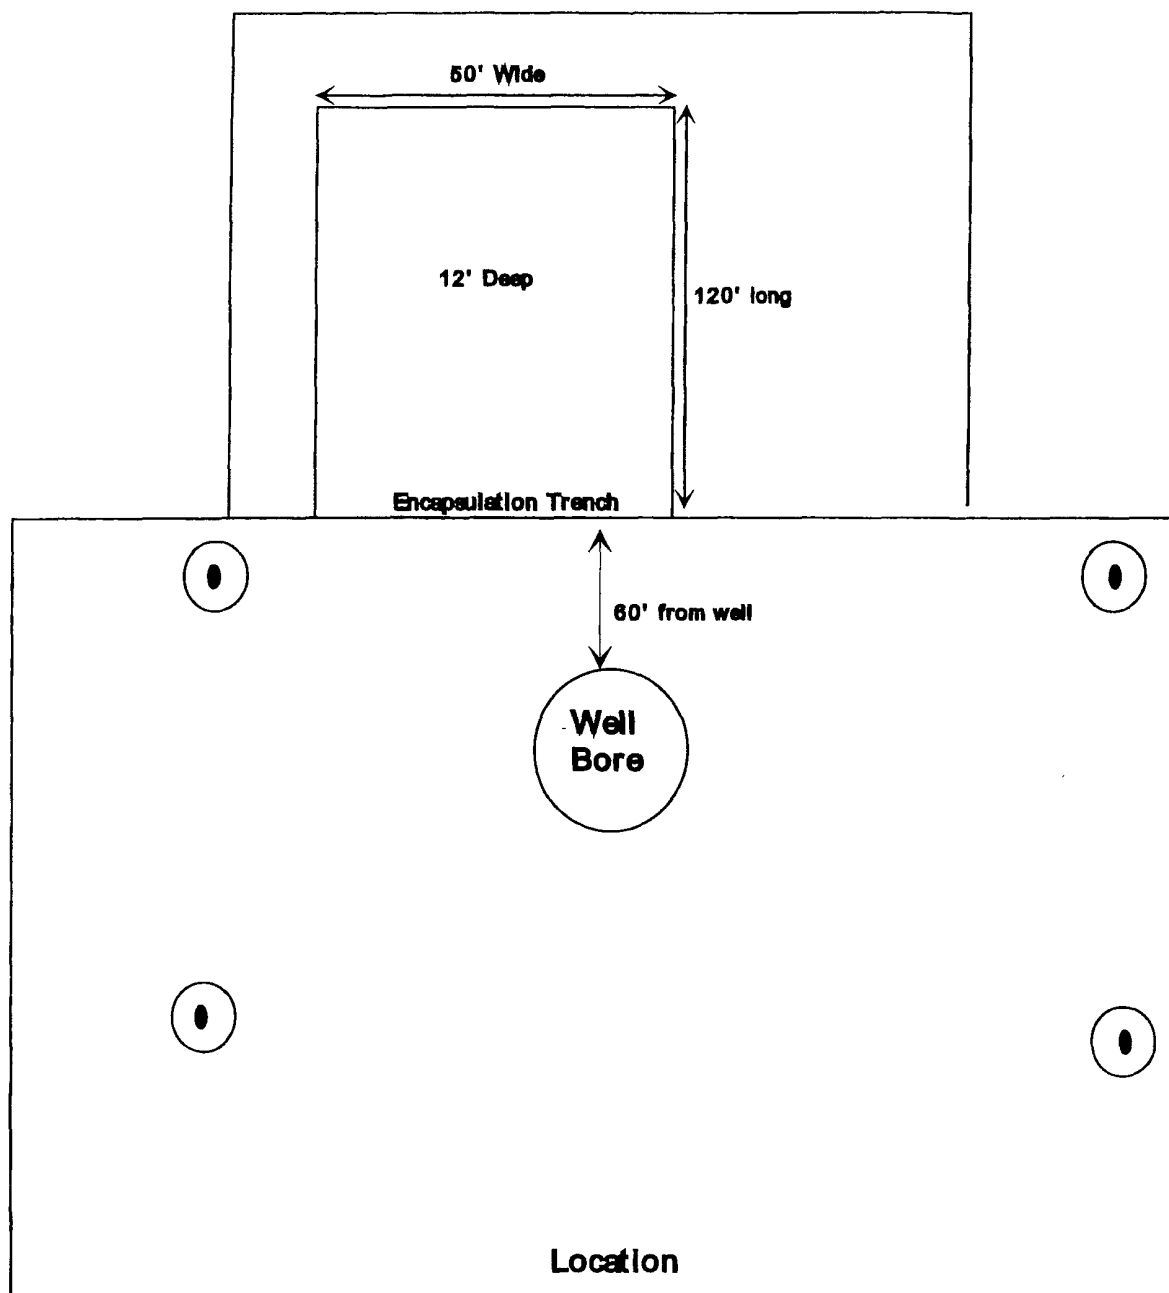 50' Wide
12' Deep
120' long
Encapsulation Trench
60' from well
Well
Bore
Location